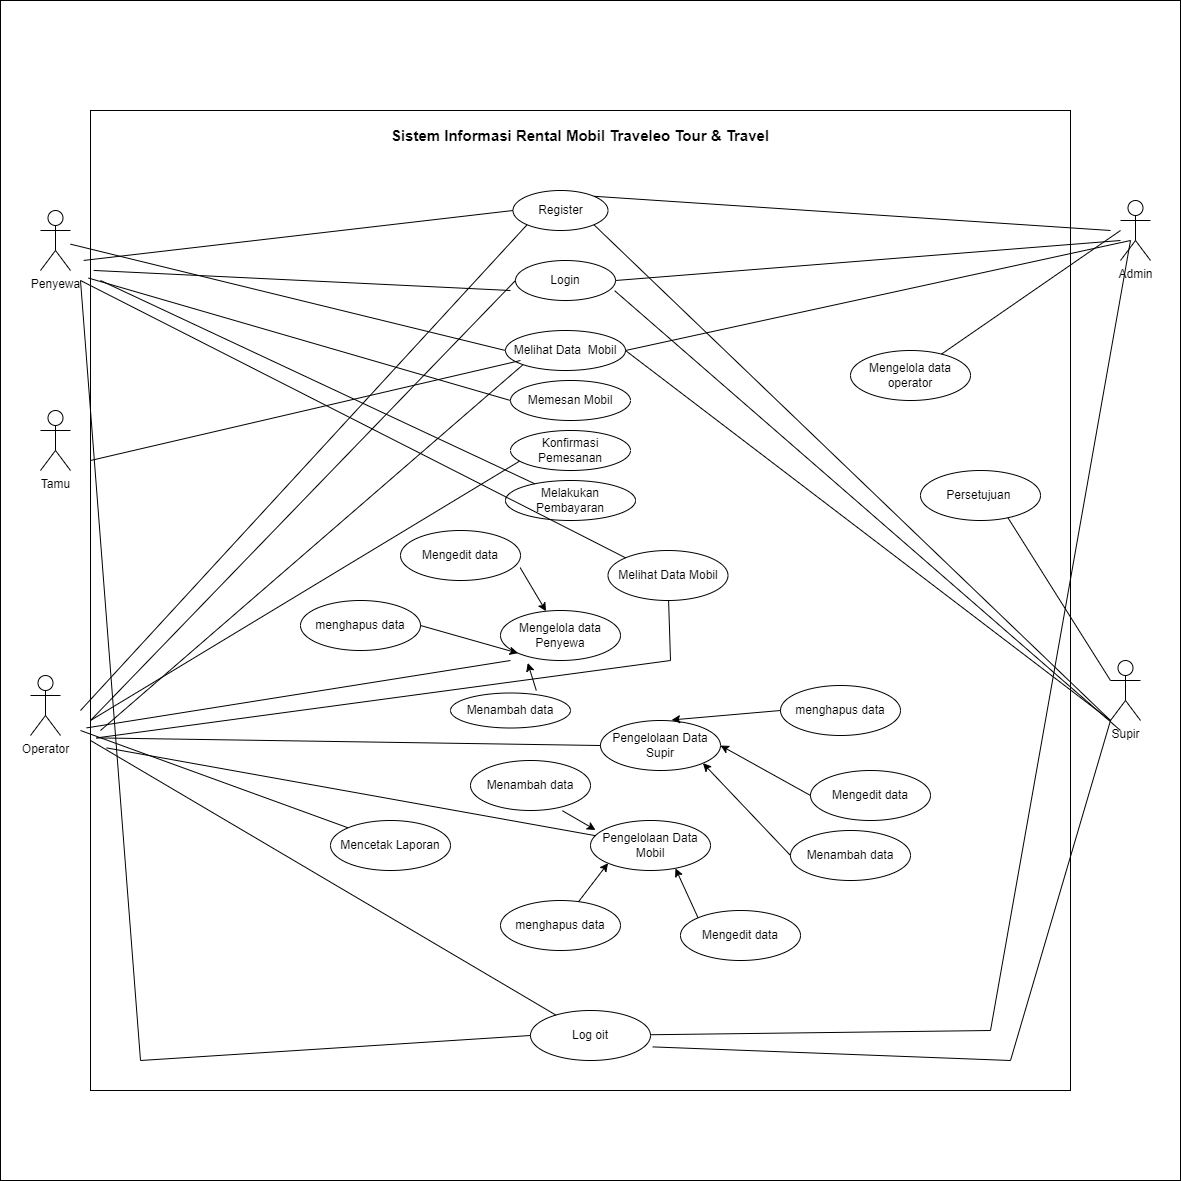 Sistem Informasi Rental Mobil Traveleo Tour & Travel
Register
Penyewa
Admin
Login
Melihat Data  Mobil
Mengelola data
operator
Memesan Mobil
Konfirmasi
Pemesanan
Tamu
Melakukan
Pembayaran
Persetujuan
Mengedit data
Melihat Data Mobil
menghapus data
Mengelola data
Penyewa
Menambah data
menghapus data
Supir
Operator
Pengelolaan Data
Supir
Menambah data
Mengedit data
Mencetak Laporan
Pengelolaan Data
Mobil
Menambah data
menghapus data
Mengedit data
Log oit